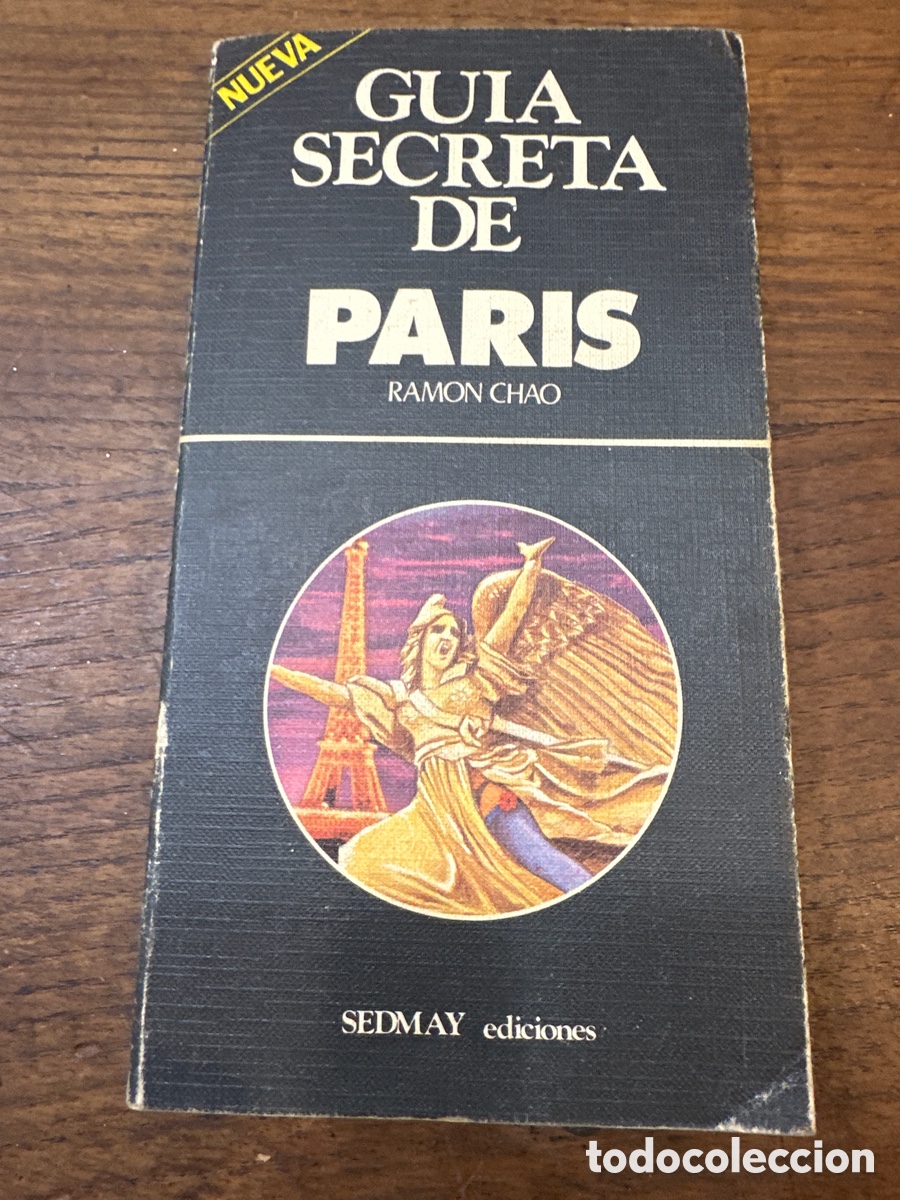 NUEVA
GUIA
SECRETA
DE
PARIS
RAMON CHAO
SEDMAY ediciones
todocoleccion